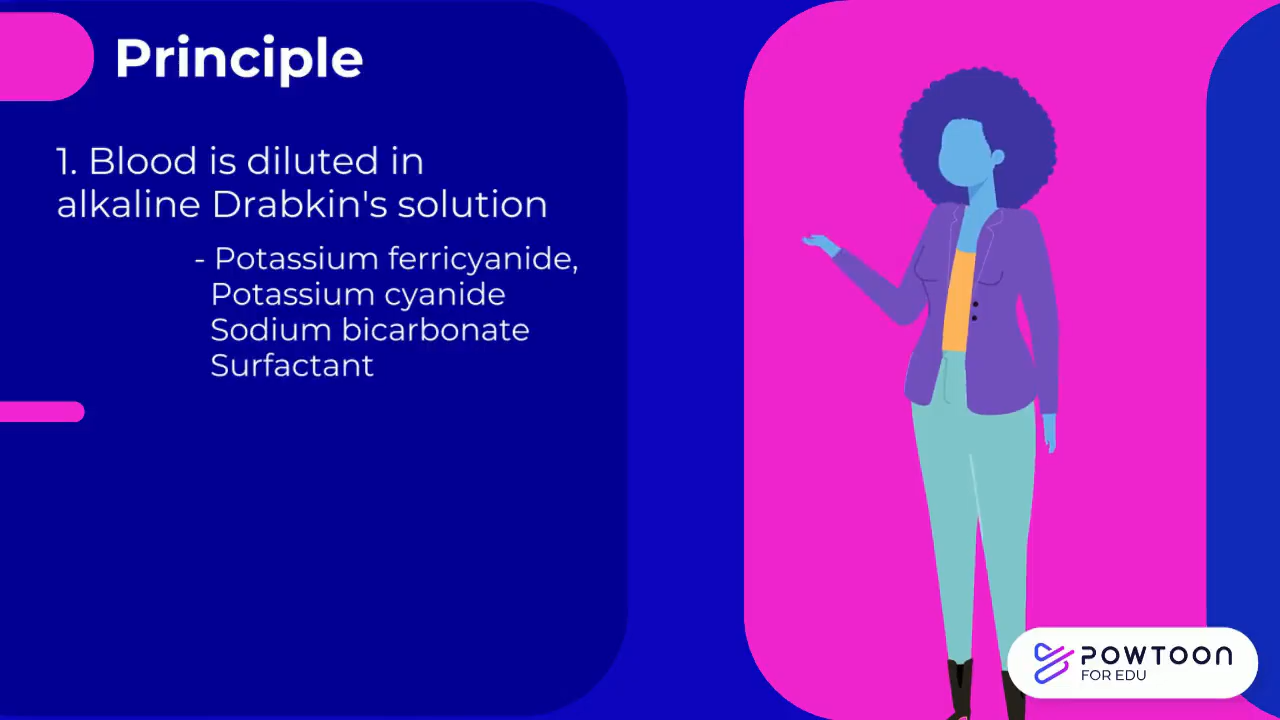 Principle
1. Blood is diluted in
alkaline Drabkin's solution
- Potassium ferricyanide,
Potassium cyanide
Sodium bicarbonate
Surfactant
POWTOON
FOR EDU